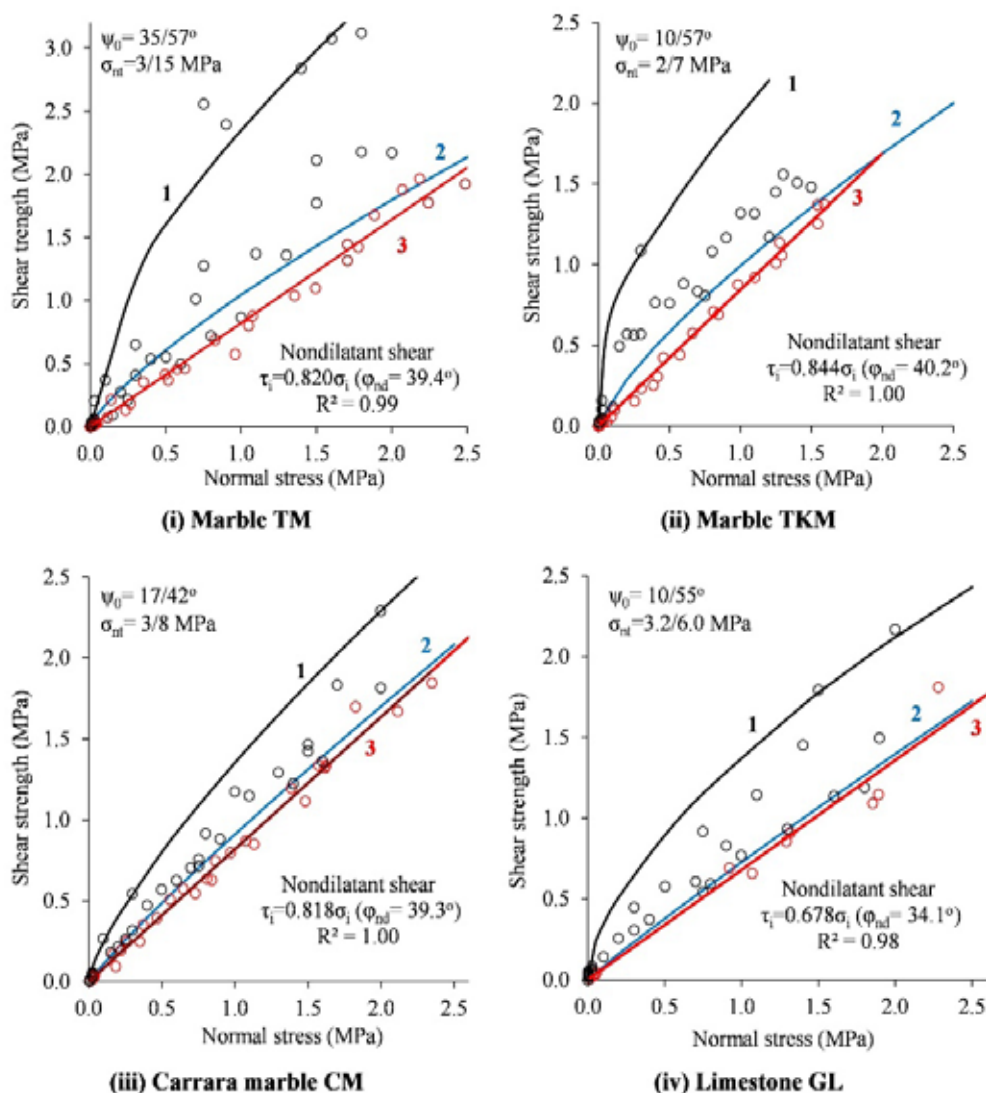 ψ0= 35/57°
σnt=3/15 MPa
3.0
2.5
2.0
1.5
1.0
0.5
0.0
Shear trength (MPa)
1
2
3
Nondilatant shear
τi=0.820σi (φnd= 39.4°)
R² = 0.99
0.0 0.5 1.0 1.5 2.0 2.5
Normal stress (MPa)
(i) Marble TM
ψ0= 10/57°
σnt=2/7 MPa
2.5
2.0
1.5
1.0
0.5
0.0
Shear strength (MPa)
1
2
3
Nondilatant shear
τi=0.844σi (φnd= 40.2°)
R² = 1.00
0.0 0.5 1.0 1.5 2.0 2.5
Normal stress (MPa)
(ii) Marble TKM
2.5
2.0
1.5
1.0
0.5
0.0
ψ0= 17/42°
σnt=3/8 MPa
Shear strength (MPa)
1
2
3
Nondilatant shear
τi=0.818σi (φnd= 39.3°)
R² = 1.00
0.0 0.5 1.0 1.5 2.0 2.5
Normal stress (MPa)
(iii) Carrara marble CM
2.5
2.0
1.5
1.0
0.5
0.0
ψ0= 10/55°
σnt=3.2/6.0 MPa
Shear strength (MPa)
1
2
3
Nondilatant shear
τi=0.678σi (φnd= 34.1°)
R² = 0.98
0.0 0.5 1.0 1.5 2.0 2.5
Normal stress (MPa)
(iv) Limestone GL